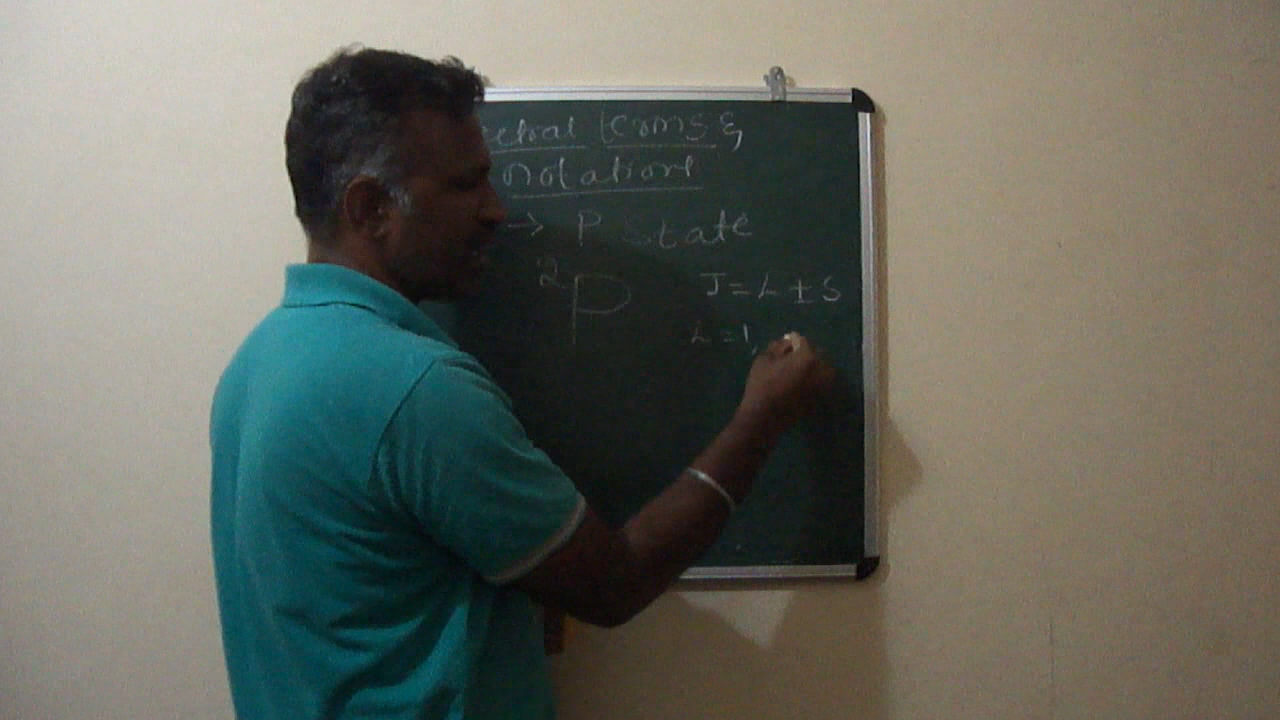 ectral terms &
notation
→ P State
²P J = L ± S
L = 1,